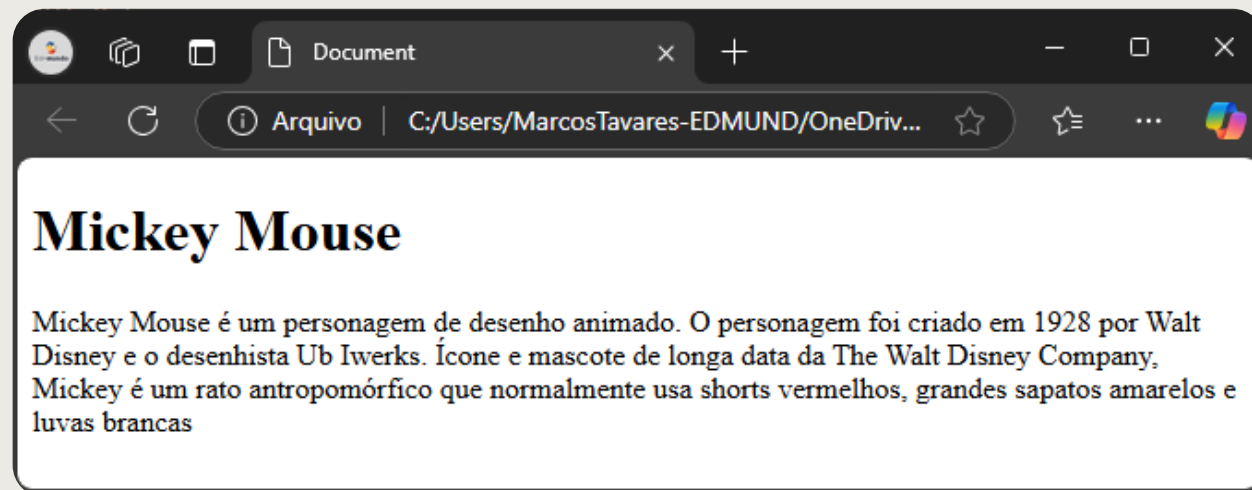 Document
Arquivo | C:/Users/MarcosTavares-EDMUND/OneDriv...
Mickey Mouse
Mickey Mouse é um personagem de desenho animado. O personagem foi criado em 1928 por Walt
Disney e o desenhista Ub Iwerks. Ícone e mascote de longa data da The Walt Disney Company,
Mickey é um rato antropomórfico que normalmente usa shorts vermelhos, grandes sapatos amarelos e
luvas brancas